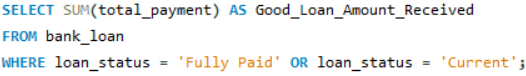 SELECT SUM(total_payment) AS Good_Loan_Amount_Received
FROM bank_loan
WHERE loan_status = 'Fully Paid' OR loan_status = 'Current';